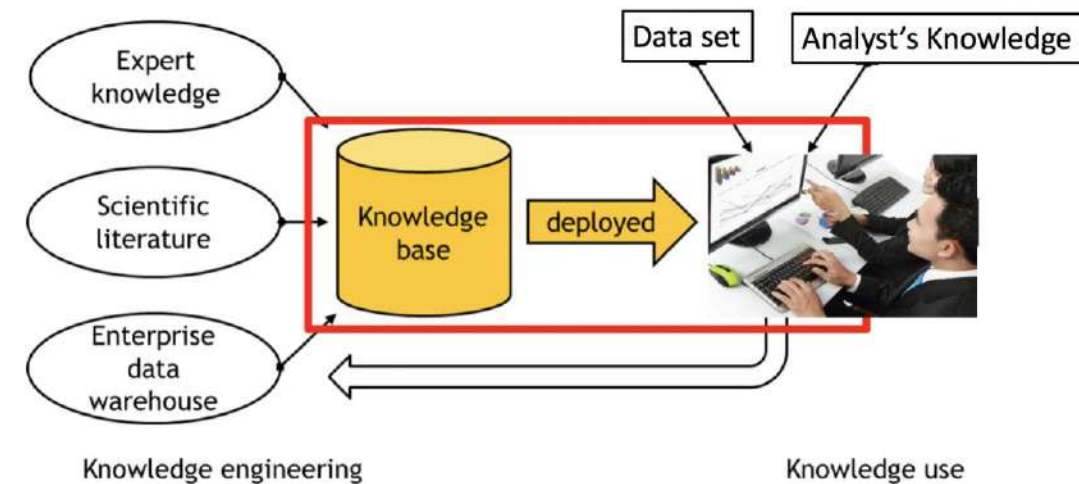 Expert
knowledge
Scientific
literature
Enterprise
data
warehouse
Knowledge
base
deployed
Data set
Analyst's Knowledge
Knowledge engineering
Knowledge use